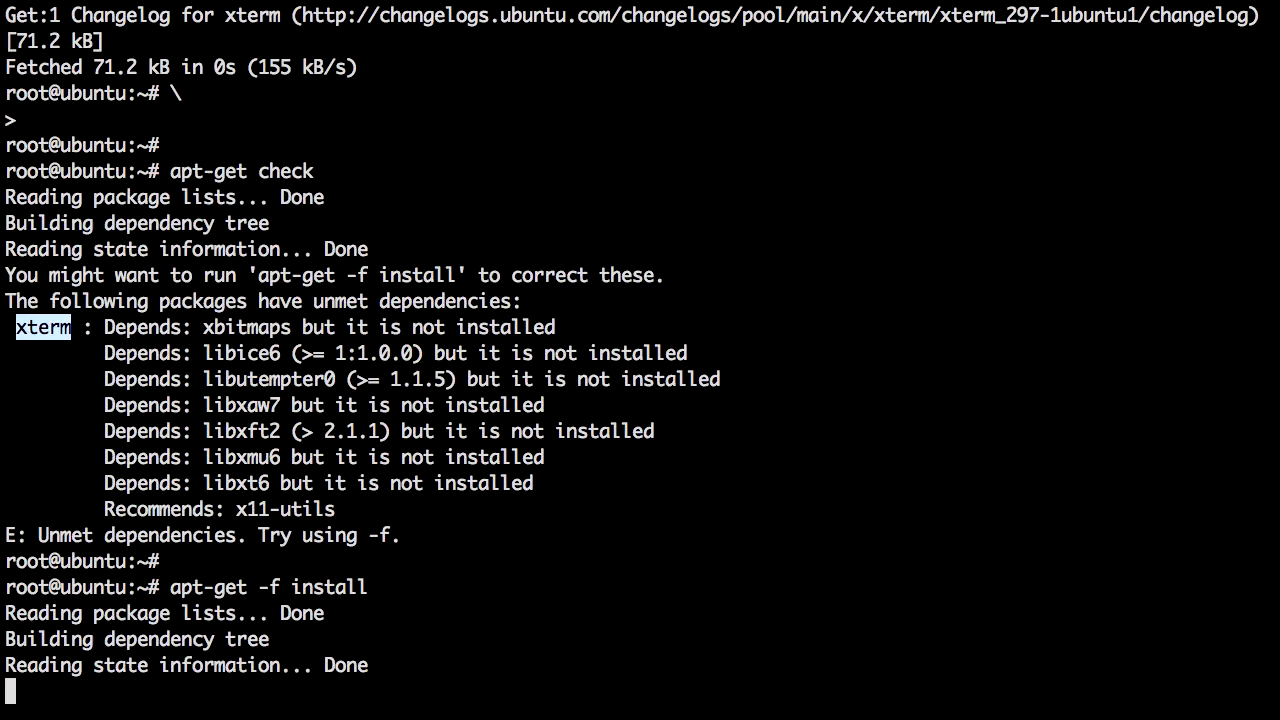 Get:1 Changelog for xterm (http://changelogs.ubuntu.com/changelogs/pool/main/x/xterm/xterm_297-1ubuntu1/changelog)
[71.2 kB]
Fetched 71.2 kB in 0s (155 kB/s)
root@ubuntu:~# \
>
root@ubuntu:~#
root@ubuntu:~# apt-get check
Reading package lists... Done
Building dependency tree
Reading state information... Done
You might want to run 'apt-get -f install' to correct these.
The following packages have unmet dependencies:
 xterm : Depends: xbitmaps but it is not installed
         Depends: libice6 (>= 1:1.0.0) but it is not installed
         Depends: libutempter0 (>= 1.1.5) but it is not installed
         Depends: libxaw7 but it is not installed
         Depends: libxft2 (> 2.1.1) but it is not installed
         Depends: libxmu6 but it is not installed
         Depends: libxt6 but it is not installed
         Recommends: x11-utils
E: Unmet dependencies. Try using -f.
root@ubuntu:~#
root@ubuntu:~# apt-get -f install
Reading package lists... Done
Building dependency tree
Reading state information... Done